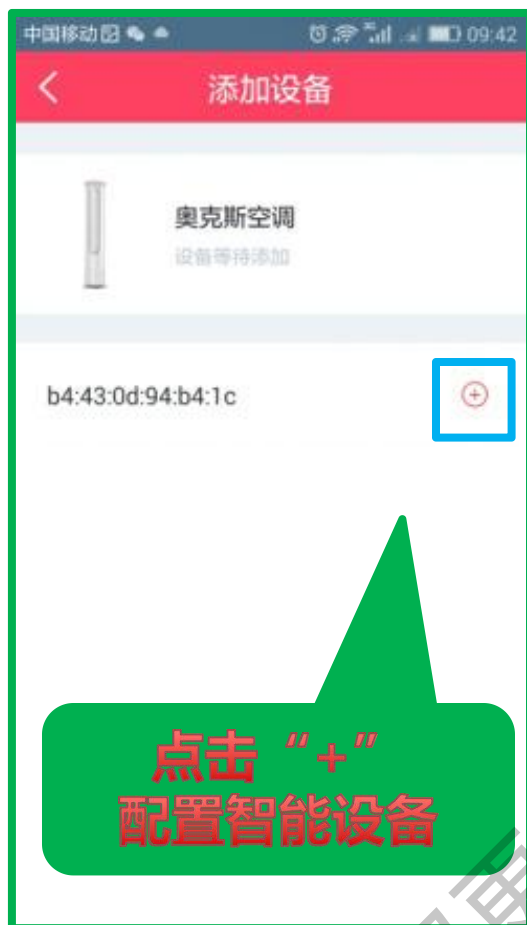 中国移动 09:42
添加设备
奥克斯空调
设备等待添加
b4:43:0d:94:b4:1c
点击“+”
配置智能设备